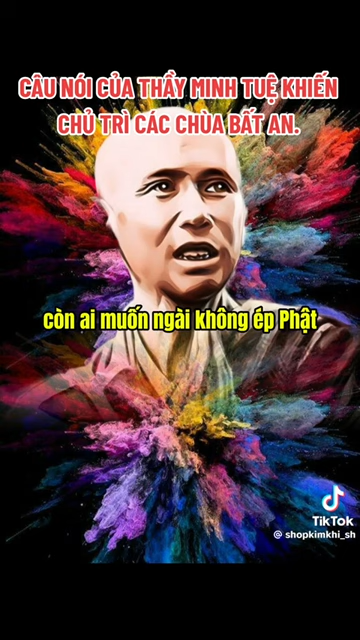 CÂU NÓI CỦA THẦY MINH TUỆ KHIẾN
CHỦ TRÌ CÁC CHÙA BẤT AN.
còn ai muốn ngài không ép Phật
TikTok
@ shopkimkhi_sh